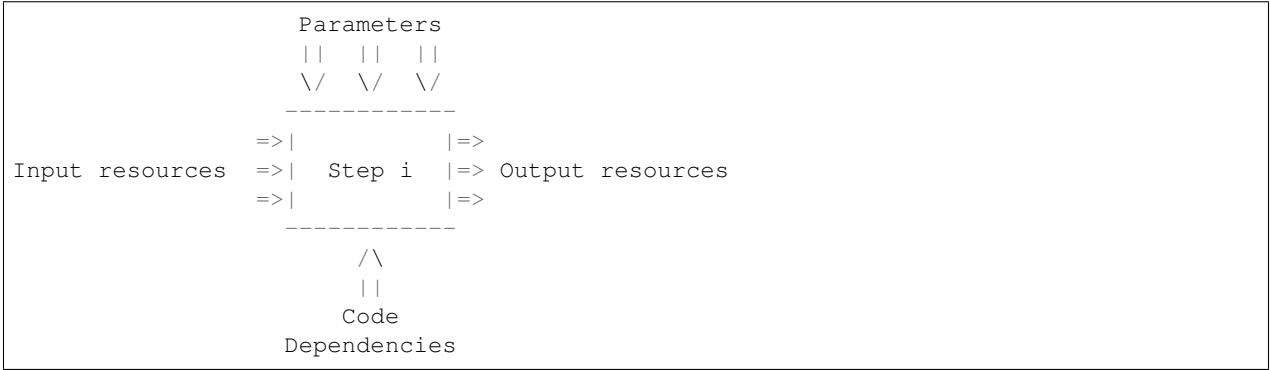 Parameters
                    ||  ||  ||
                    \/  \/  \/
                   ------------
                 =>|          |=>
Input resources  =>|  Step i  |=> Output resources
                 =>|          |=>
                   ------------
                        /\
                        ||
                       Code
                   Dependencies